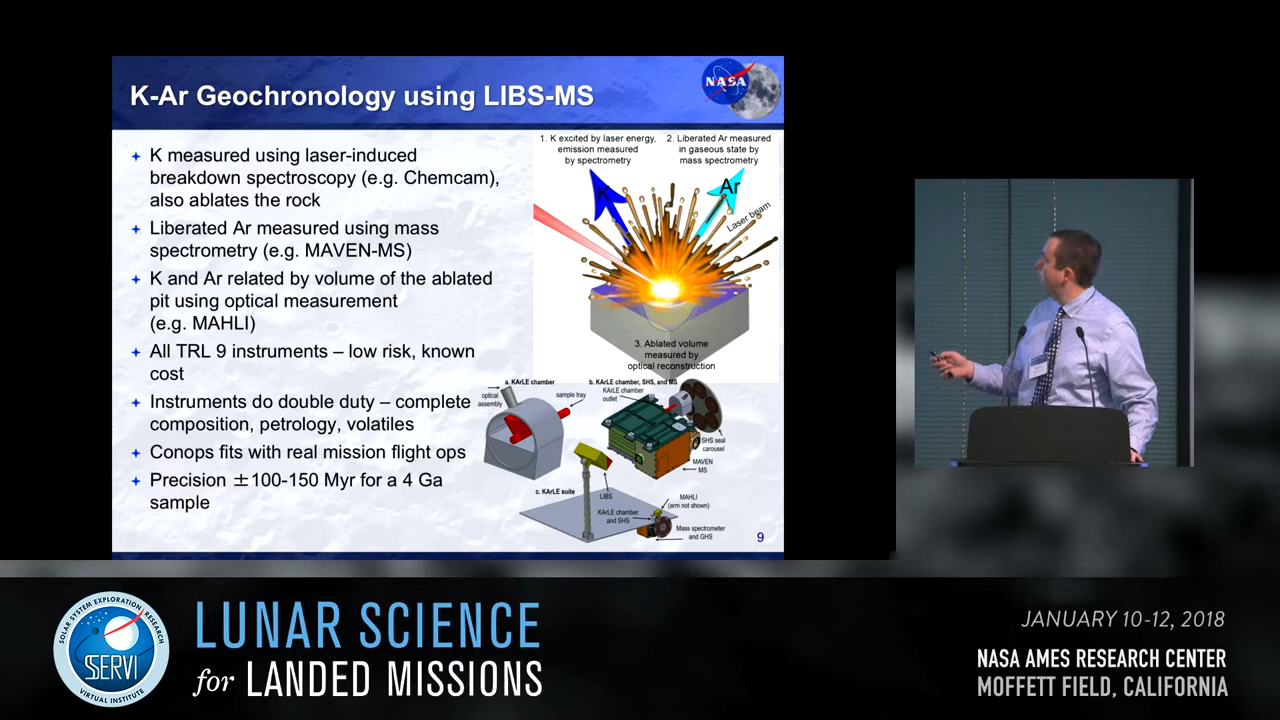 K-Ar Geochronology using LIBS-MS
NASA
K measured using laser-induced
breakdown spectroscopy (e.g. Chemcam),
also ablates the rock
Liberated Ar measured using mass
spectrometry (e.g. MAVEN-MS)
K and Ar related by volume of the ablated
pit using optical measurement
(e.g. MAHLI)
All TRL 9 instruments – low risk, known
cost
Instruments do double duty – complete
composition, petrology, volatiles
Conops fits with real mission flight ops
Precision ±100-150 Myr for a 4 Ga
sample
1. K excited by laser energy,
emission measured
by spectrometry
2. Liberated Ar measured
in gaseous state by
mass spectrometry
K
Ar
Laser beam
3. Ablated volume
measured by
optical reconstruction
a. KArLE chamber
optical
assembly
sample tray
b. KArLE chamber, SHS, and MS
KArLE chamber
outlet
SHS seal
carousel
MAVEN
MS
c. KArLE suite
LIBS
MAHLI
(arm not shown)
KArLE chamber
and SHS
Mass spectrometer
and GHS
9
SOLAR SYSTEM EXPLORATION RESEARCH
SSERVI
VIRTUAL INSTITUTE
LUNAR SCIENCE
for LANDED MISSIONS
JANUARY 10-12, 2018
NASA AMES RESEARCH CENTER
MOFFETT FIELD, CALIFORNIA